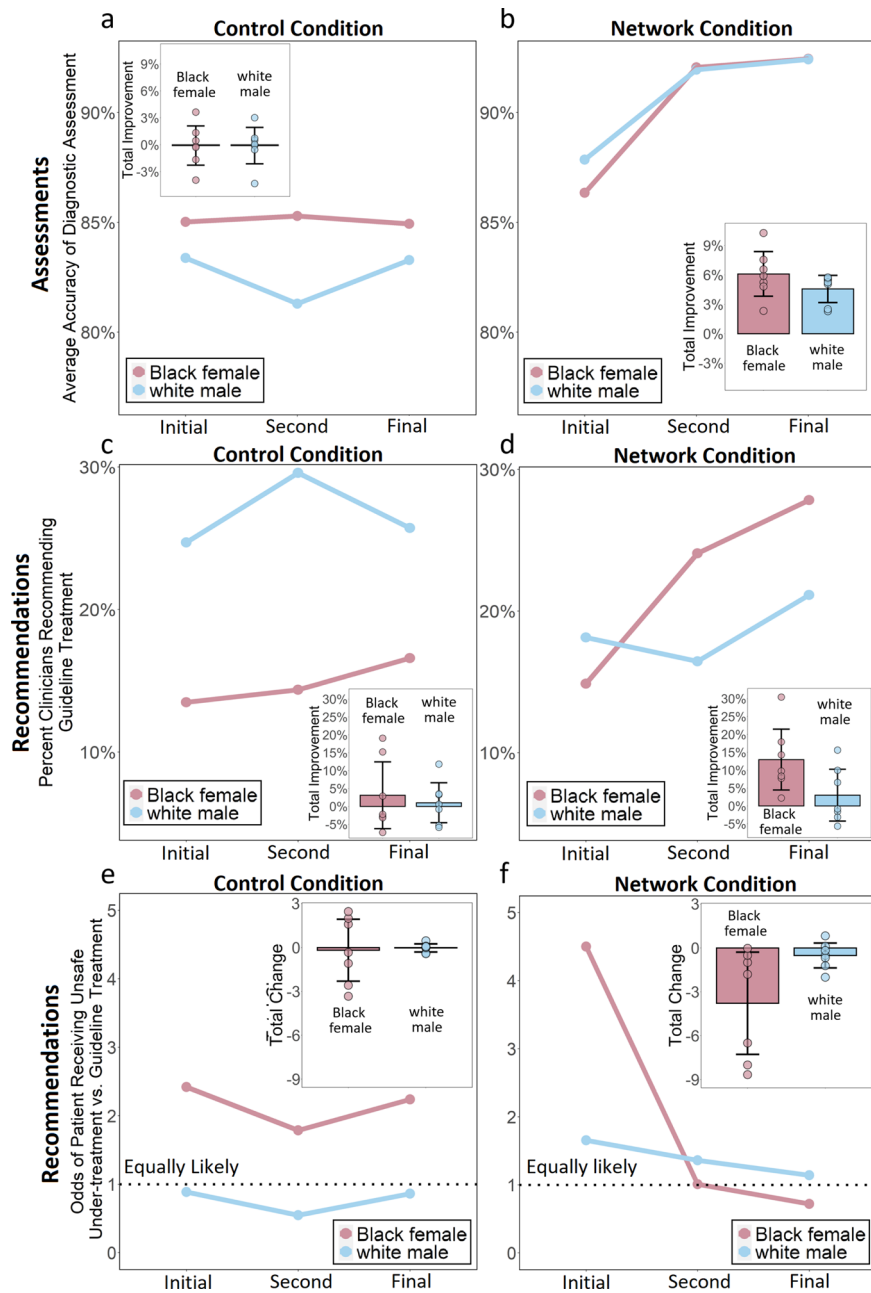 a
Control Condition
b
Network Condition
Assessments
Average Accuracy of Diagnostic Assessment
90%
85%
80%
Total Improvement
9%
6%
3%
0%
-3%
Black
female
white
male
Black female
white male
Initial
Second
Final
90%
85%
80%
Total Improvement
9%
6%
3%
0%
-3%
Black
female
white
male
Black female
white male
Initial
Second
Final
c
Control Condition
d
Network Condition
Recommendations
Percent Clinicians Recommending
Guideline Treatment
30%
20%
10%
Total Improvement
30%
25%
20%
15%
10%
5%
0%
-5%
Black
female
white
male
Black female
white male
Initial
Second
Final
30%
20%
10%
Total Improvement
30%
25%
20%
15%
10%
5%
0%
-5%
white
male
Black
female
Black female
white male
Initial
Second
Final
e
Control Condition
f
Network Condition
Recommendations
Odds of Patient Receiving Unsafe
Under-treatment vs. Guideline Treatment
5
4
3
2
1
0
Total Change
3
0
-3
-6
-9
Black
female
white
male
Equally Likely
Black female
white male
Initial
Second
Final
5
4
3
2
1
0
Total Change
3
0
-3
-6
-9
Black
female
white
male
Equally likely
Black female
white male
Initial
Second
Final